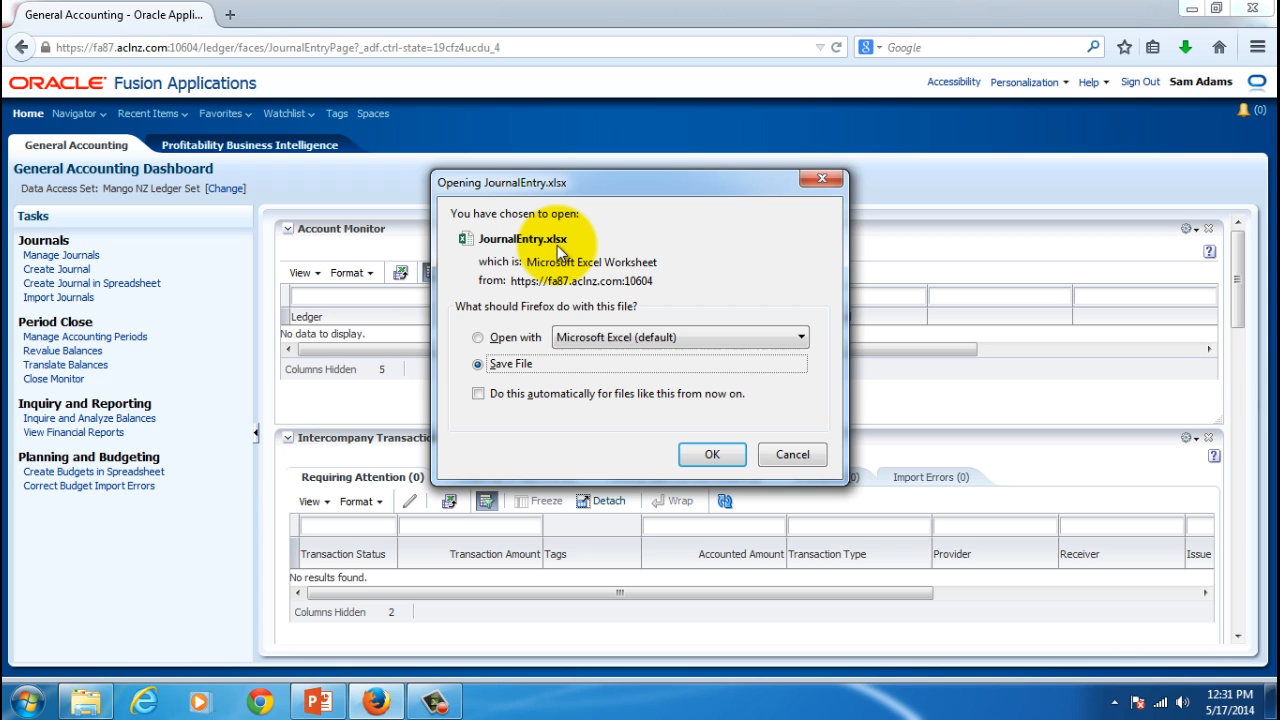 General Accounting - Oracle Appli...
https://fa87.aclnz.com:10604/ledger/faces/JournalEntryPage?_adf.ctrl-state=19cfz4ucdu_4
Google
ORACLE Fusion Applications
Accessibility Personalization Help Sign Out Sam Adams
Home Navigator Recent Items Favorites Watchlist Tags Spaces
(0)
General Accounting Profitability Business Intelligence
General Accounting Dashboard
Data Access Set: Mango NZ Ledger Set [Change]
Tasks
Journals
Manage Journals
Create Journal
Create Journal in Spreadsheet
Import Journals
Period Close
Manage Accounting Periods
Revalue Balances
Translate Balances
Close Monitor
Inquiry and Reporting
Inquire and Analyze Balances
View Financial Reports
Planning and Budgeting
Create Budgets in Spreadsheet
Correct Budget Import Errors
Account Monitor
View Format
Ledger
No data to display.
Columns Hidden 5
Opening JournalEntry.xlsx
You have chosen to open:
JournalEntry.xlsx
which is: Microsoft Excel Worksheet
from: https://fa87.aclnz.com:10604
What should Firefox do with this file?
Open with Microsoft Excel (default)
Save File
Do this automatically for files like this from now on.
OK Cancel
Intercompany Transacti
Requiring Attention (0) 0) Import Errors (0)
View Format Freeze Detach Wrap
Transaction Status Transaction Amount Tags Accounted Amount Transaction Type Provider Receiver Issue
No results found.
Columns Hidden 2
12:31 PM
5/17/2014